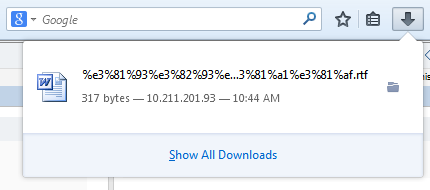 Google
%e3%81%93%e3%82%93%e...3%81%a1%e3%81%af.rtf
317 bytes — 10.211.201.93 — 10:44 AM
Show All Downloads